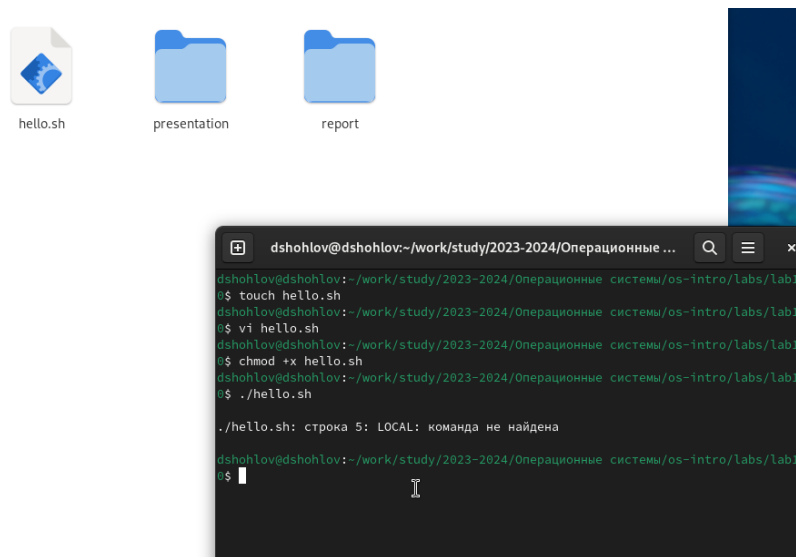 hello.sh
presentation
report
dshohlov@dshohlov:~/work/study/2023-2024/Операционные ...
dshohlov@dshohlov:~/work/study/2023-2024/Операционные системы/os-intro/labs/lab1
0$ touch hello.sh
dshohlov@dshohlov:~/work/study/2023-2024/Операционные системы/os-intro/labs/lab1
0$ vi hello.sh
dshohlov@dshohlov:~/work/study/2023-2024/Операционные системы/os-intro/labs/lab1
0$ chmod +x hello.sh
dshohlov@dshohlov:~/work/study/2023-2024/Операционные системы/os-intro/labs/lab1
0$ ./hello.sh
./hello.sh: строка 5: LOCAL: команда не найдена
dshohlov@dshohlov:~/work/study/2023-2024/Операционные системы/os-intro/labs/lab1
0$